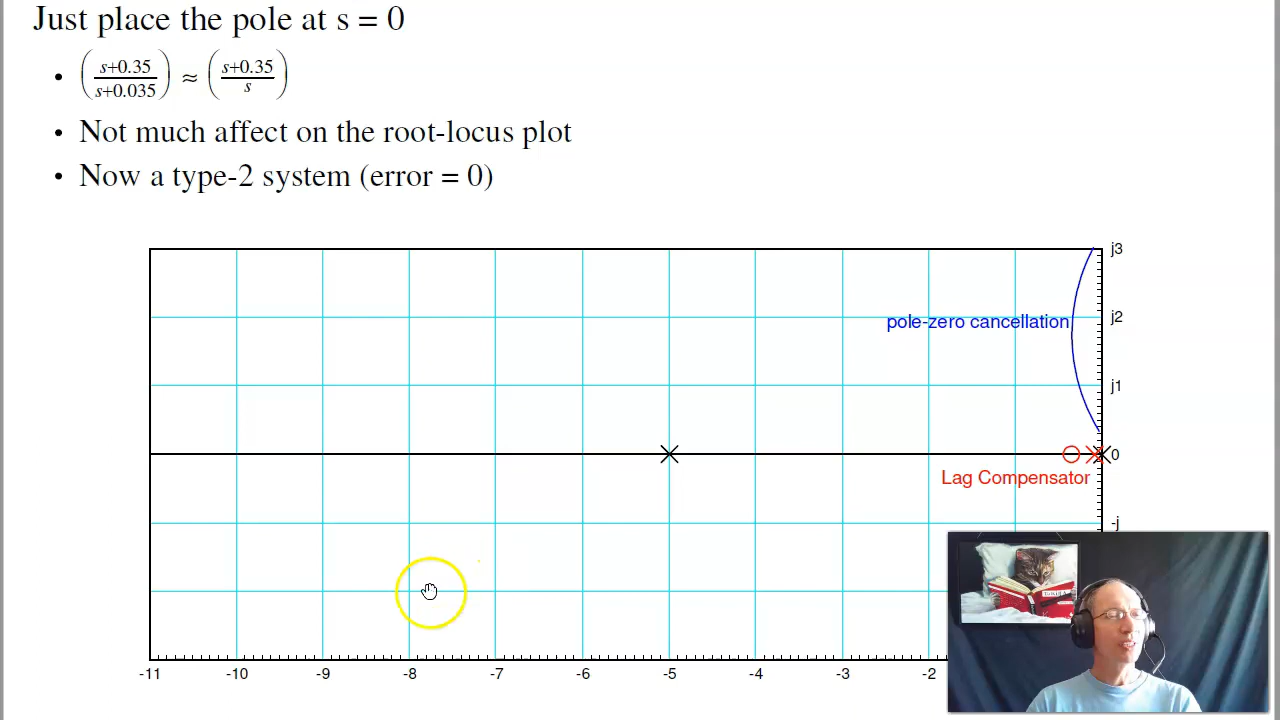 Just place the pole at s = 0
• (s+0.35/s+0.035) ≈ (s+0.35/s)
• Not much affect on the root-locus plot
• Now a type-2 system (error = 0)
j3
pole-zero cancellation
j2
j1
0
Lag Compensator
-j
-11 -10 -9 -8 -7 -6 -5 -4 -3 -2